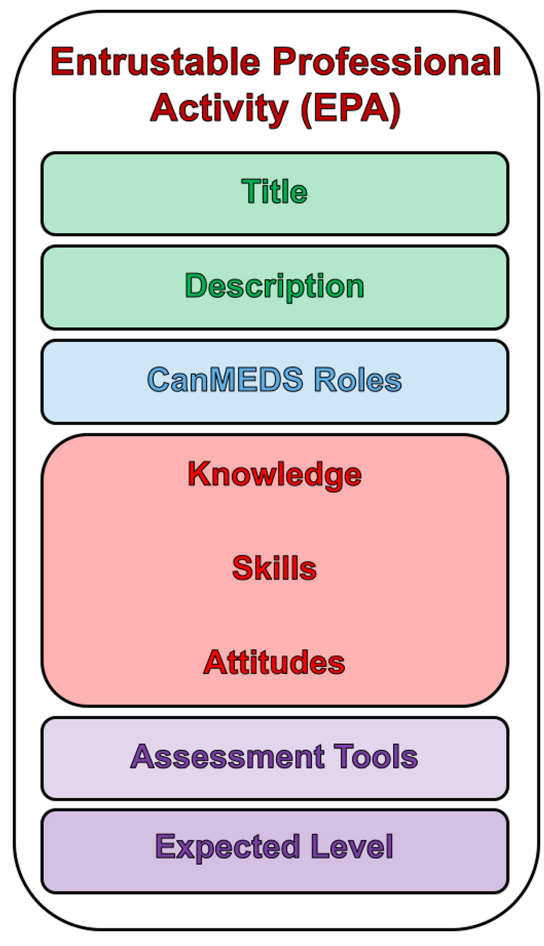 Entrustable Professional
Activity (EPA)
Title
Description
CanMEDS Roles
Knowledge
Skills
Attitudes
Assessment Tools
Expected Level